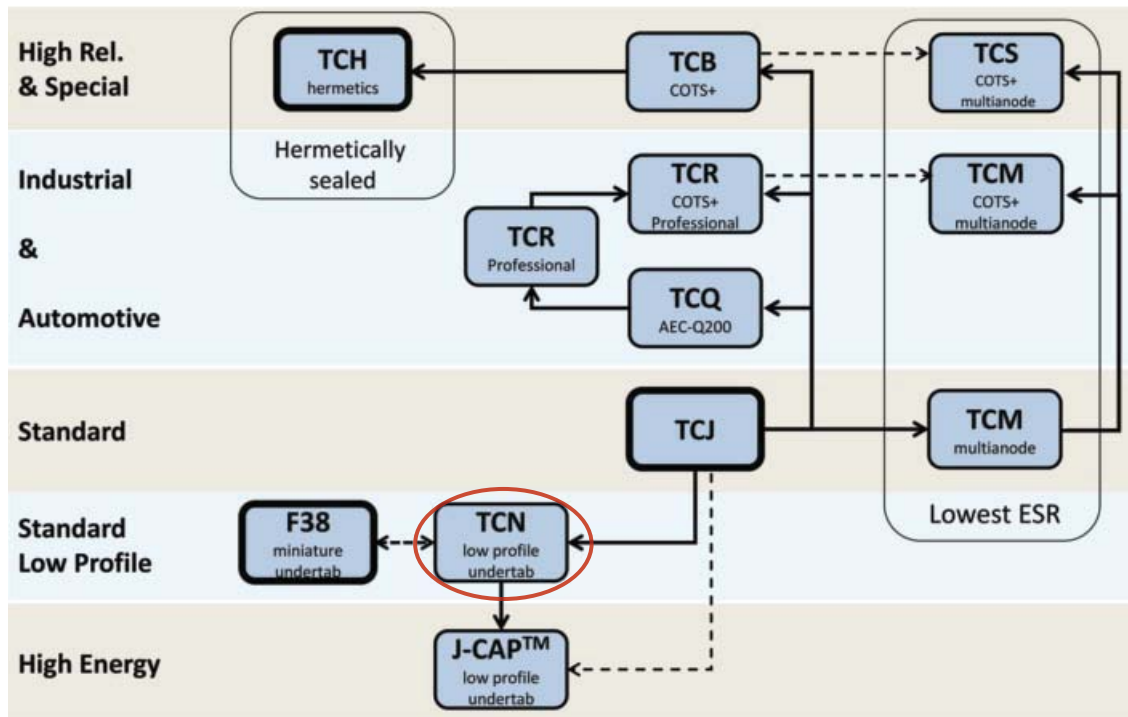 High Rel.
& Special
TCH
hermetics
TCB
COTS+
TCS
COTS+
multianode
Hermetically
sealed
Industrial
&
Automotive
TCR
COTS+
Professional
TCM
COTS+
multianode
TCR
Professional
TCQ
AEC-Q200
Standard
TCJ
TCM
multianode
Lowest ESR
Standard
Low Profile
F38
miniature
undertab
TCN
low profile
undertab
High Energy
J-CAP™
low profile
undertab